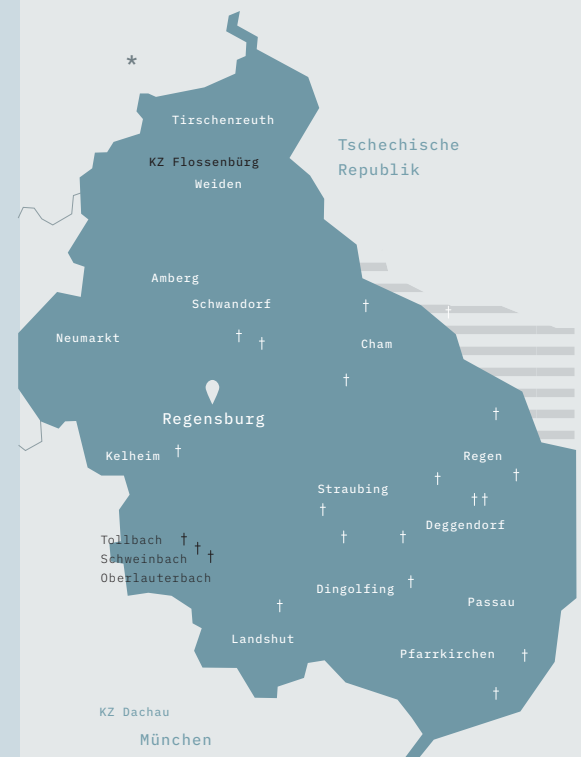 *
Tirschenreuth
Tschechische
Republik
KZ Flossenbürg
Weiden
Amberg
Schwandorf
† †
†
†
Neumarkt
Cham
†
Regensburg
†
Kelheim
†
Regen
†
†
Straubing
† †
†
Deggendorf
Tollbach †
†
†
†
Schweinbach †
Oberlauterbach
Dingolfing
†
Passau
†
Landshut
Pfarrkirchen †
†
KZ Dachau
München